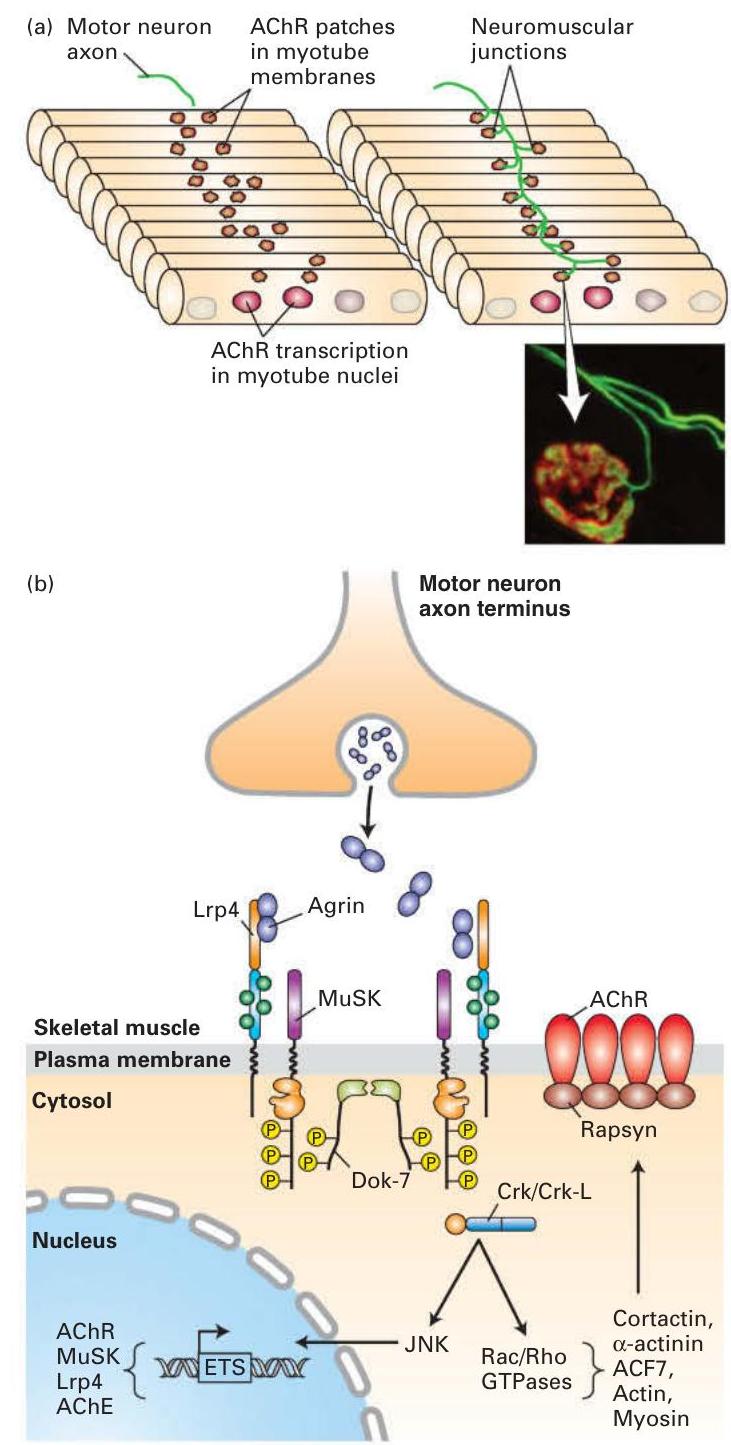 (a) Motor neuron
axon
AChR patches
in myotube
membranes
Neuromuscular
junctions
AChR transcription
in myotube nuclei
(b)
Motor neuron
axon terminus
Lrp4
Agrin
MuSK
AChR
Skeletal muscle
Plasma membrane
Cytosol
Rapsyn
P
P
P
P
P
P
P
P
P
P
Dok-7
Crk/Crk-L
Nucleus
AChR
MuSK
Lrp4
AChE
ETS
JNK
Rac/Rho
GTPases
Cortactin,
α-actinin
ACF7,
Actin,
Myosin